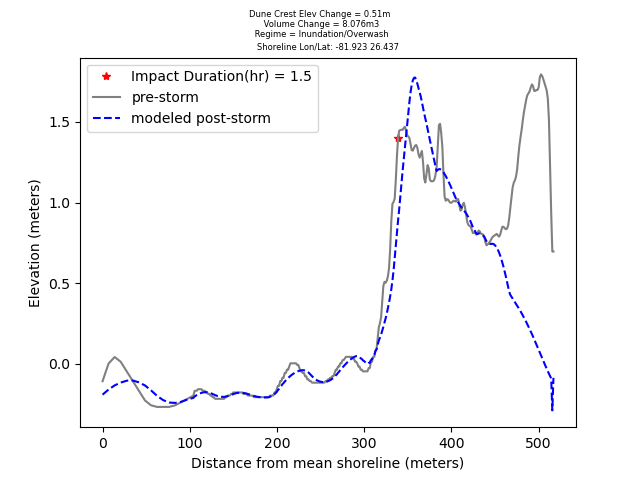 Dune Crest Elev Change = 0.51m
Volume Change = 8.076m3
Regime = Inundation/Overwash
Shoreline Lon/Lat: -81.923 26.437
Impact Duration(hr) = 1.5
pre-storm
modeled post-storm
Elevation (meters)
1.5
1.0
0.5
0.0
0 100 200 300 400 500
Distance from mean shoreline (meters)